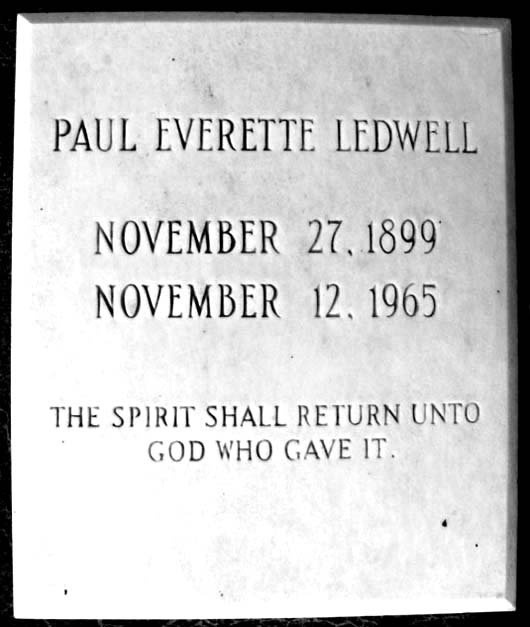 PAUL EVERETTE LEDWELL
NOVEMBER 27, 1899
NOVEMBER 12, 1965
THE SPIRIT SHALL RETURN UNTO
GOD WHO GAVE IT.